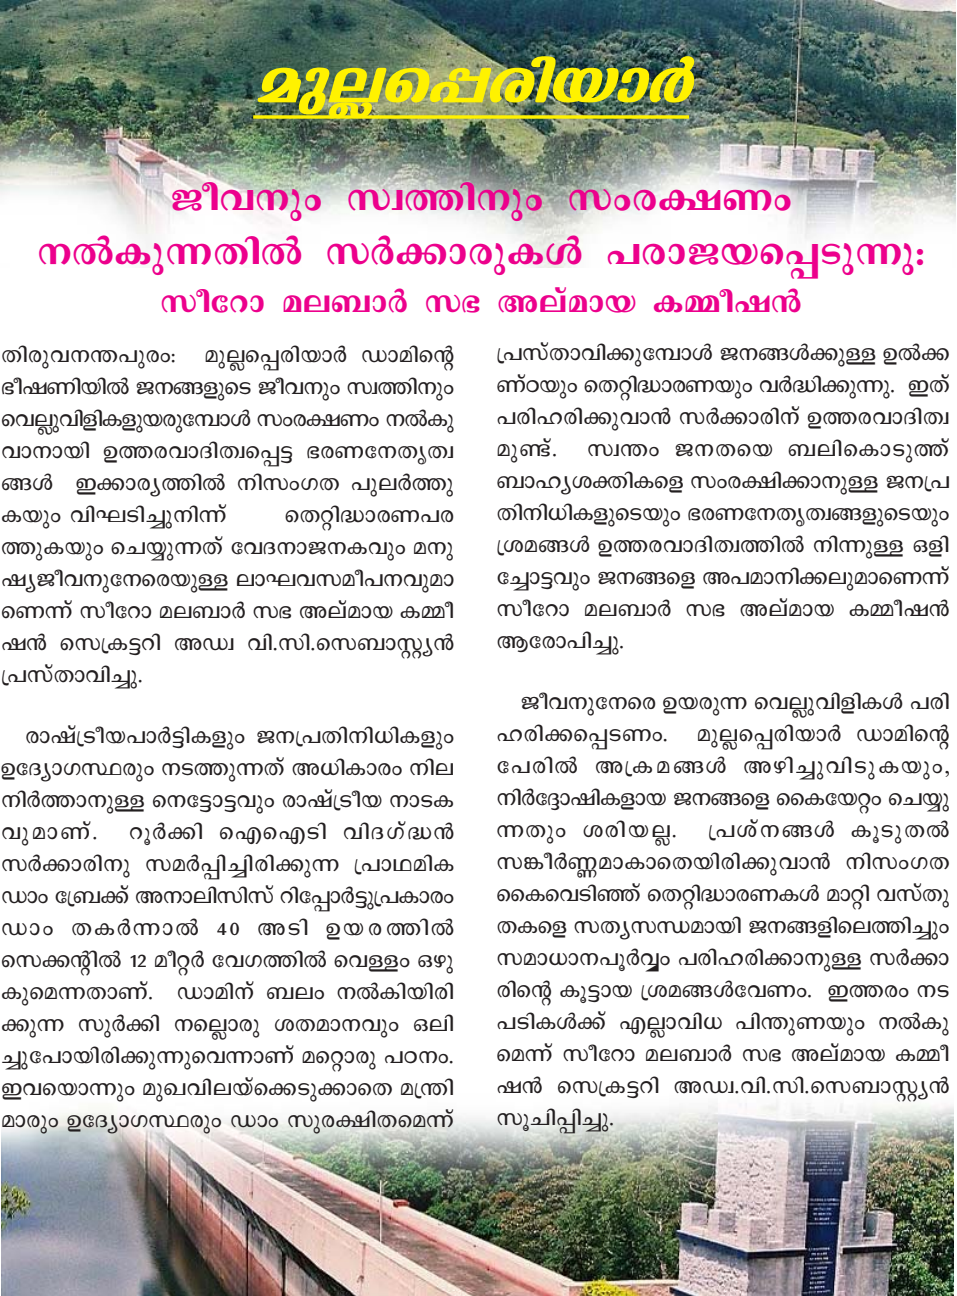 മുല്ലപ്പെരിയാർ
ജീവനും സ്വത്തിനും സംരക്ഷണം
നൽകുന്നതിൽ സർക്കാരുകൾ പരാജയപ്പെടുന്നു:
സീറോ മലബാർ സഭ അല്മായ കമ്മീഷൻ
തിരുവനന്തപുരം: മുല്ലപ്പെരിയാർ ഡാമിന്റെ
ഭീഷണിയിൽ ജനങ്ങളുടെ ജീവനും സ്വത്തിനും
വെല്ലുവിളികളുയരുമ്പോൾ സംരക്ഷണം നൽകു
വാനായി ഉത്തരവാദിത്വപ്പെട്ട ഭരണനേതൃത്വ
ങ്ങൾ ഇക്കാര്യത്തിൽ നിസംഗത പുലർത്തു
കയും വിഘടിച്ചുനിന്ന് തെറ്റിദ്ധാരണപര
ത്തുകയും ചെയ്യുന്നത് വേദനാജനകവും മനു
ഷ്യജീവനുനേരെയുള്ള ലാഘവസമീപനവുമാ
ണെന്ന് സീറോ മലബാർ സഭ അല്മായ കമ്മീ
ഷൻ സെക്രട്ടറി അഡ്വ വി.സി.സെബാസ്റ്റ്യൻ
പ്രസ്താവിച്ചു.
രാഷ്ട്രീയപാർട്ടികളും ജനപ്രതിനിധികളും
ഉദ്യോഗസ്ഥരും നടത്തുന്നത് അധികാരം നില
നിർത്താനുള്ള നെട്ടോട്ടവും രാഷ്ട്രീയ നാടക
വുമാണ്. റൂർക്കി ഐഐടി വിദഗ്ദ്ധൻ
സർക്കാരിനു സമർപ്പിച്ചിരിക്കുന്ന പ്രാഥമിക
ഡാം ബ്രേക്ക് അനാലിസിസ് റിപ്പോർട്ടുപ്രകാരം
ഡാം തകർന്നാൽ 40 അടി ഉയരത്തിൽ
സെക്കന്റിൽ 12 മീറ്റർ വേഗത്തിൽ വെള്ളം ഒഴു
കുമെന്നതാണ്. ഡാമിന് ബലം നൽകിയിരി
ക്കുന്ന സുർക്കി നല്ലൊരു ശതമാനവും ഒലി
ച്ചുപോയിരിക്കുന്നുവെന്നാണ് മറ്റൊരു പഠനം.
ഇവയൊന്നും മുഖവിലയ്ക്കെടുക്കാതെ മന്ത്രി
മാരും ഉദ്യോഗസ്ഥരും ഡാം സുരക്ഷിതമെന്ന്
പ്രസ്താവിക്കുമ്പോൾ ജനങ്ങൾക്കുള്ള ഉൽക്ക
ണ്ഠയും തെറ്റിദ്ധാരണയും വർദ്ധിക്കുന്നു. ഇത്
പരിഹരിക്കുവാൻ സർക്കാരിന് ഉത്തരവാദിത്വ
മുണ്ട്. സ്വന്തം ജനതയെ ബലികൊടുത്ത്
ബാഹ്യശക്തികളെ സംരക്ഷിക്കാനുള്ള ജനപ്ര
തിനിധികളുടെയും ഭരണനേതൃത്വങ്ങളുടെയും
ശ്രമങ്ങൾ ഉത്തരവാദിത്വത്തിൽ നിന്നുള്ള ഒളി
ച്ചോട്ടവും ജനങ്ങളെ അപമാനിക്കലുമാണെന്ന്
സീറോ മലബാർ സഭ അല്മായ കമ്മീഷൻ
ആരോപിച്ചു.
ജീവനുനേരെ ഉയരുന്ന വെല്ലുവിളികൾ പരി
ഹരിക്കപ്പെടണം. മുല്ലപ്പെരിയാർ ഡാമിന്റെ
പേരിൽ അക്രമങ്ങൾ അഴിച്ചുവിടുകയും,
നിർദ്ദോഷികളായ ജനങ്ങളെ കൈയേറ്റം ചെയ്യു
ന്നതും ശരിയല്ല. പ്രശ്നങ്ങൾ കൂടുതൽ
സങ്കീർണ്ണമാകാതെയിരിക്കുവാൻ നിസംഗത
കൈവെടിഞ്ഞ് തെറ്റിദ്ധാരണകൾ മാറ്റി വസ്തു
തകളെ സത്യസന്ധമായി ജനങ്ങളിലെത്തിച്ചും
സമാധാനപൂർവ്വം പരിഹരിക്കാനുള്ള സർക്കാ
രിന്റെ കൂട്ടായ ശ്രമങ്ങൾവേണം. ഇത്തരം നട
പടികൾക്ക് എല്ലാവിധ പിന്തുണയും നൽകു
മെന്ന് സീറോ മലബാർ സഭ അല്മായ കമ്മീ
ഷൻ സെക്രട്ടറി അഡ്വ.വി.സി.സെബാസ്റ്റ്യൻ
സൂചിപ്പിച്ചു.